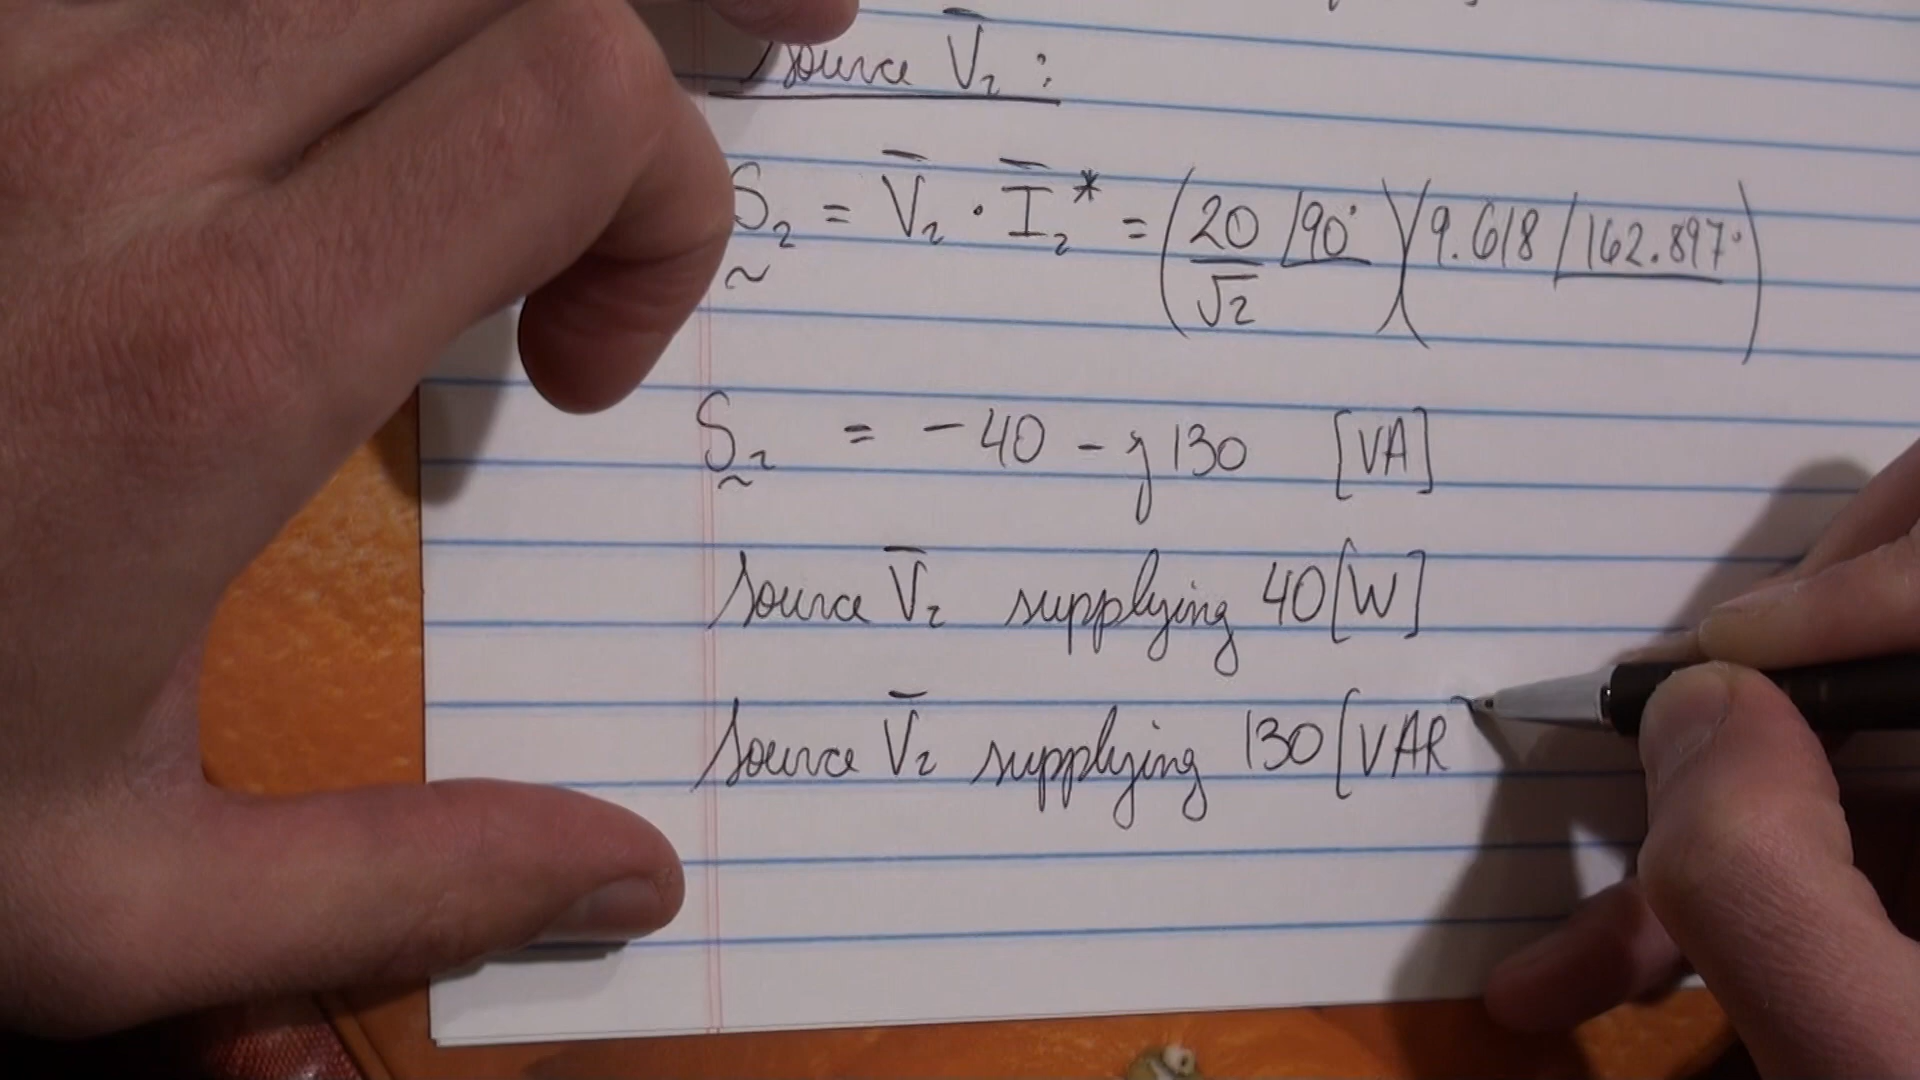 Source V̅₂ :
S₂ = V̅₂ · I̅₂* = (20/√2 ∠90°)(9.618 ∠162.897°)
S₂ = -40 - j130 [VA]
Source V̅₂ supplying 40 [W]
Source V̅₂ supplying 130 [VAR